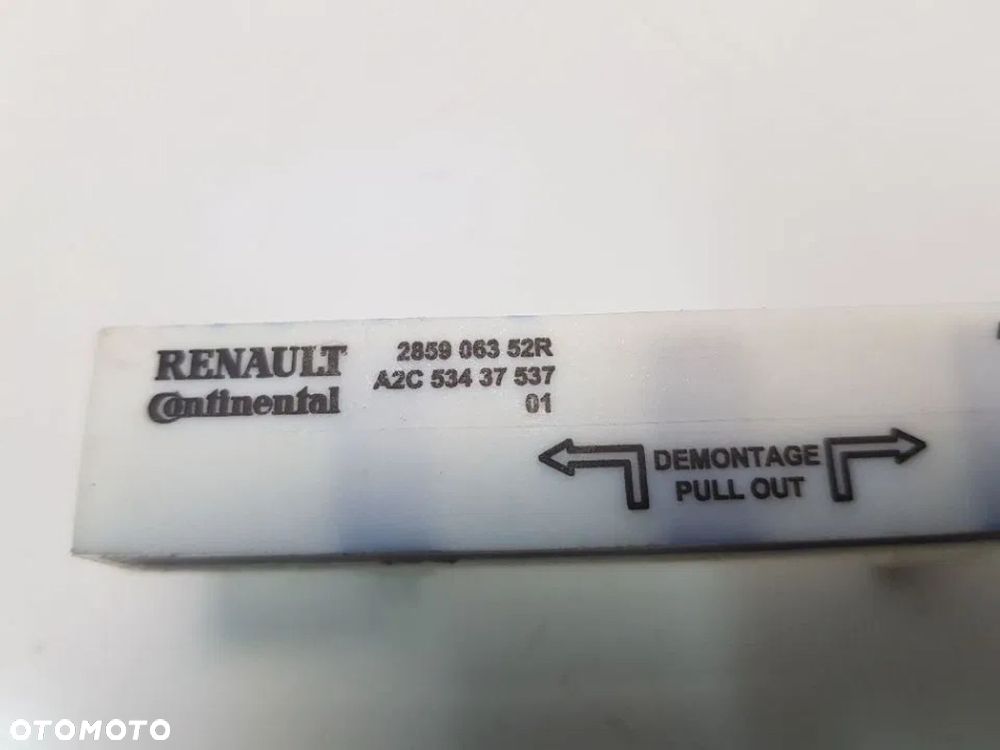 RENAULT
Continental
2859 063 52R
A2C 534 37 537
01
DEMONTAGE
PULL OUT
OTOMOTO